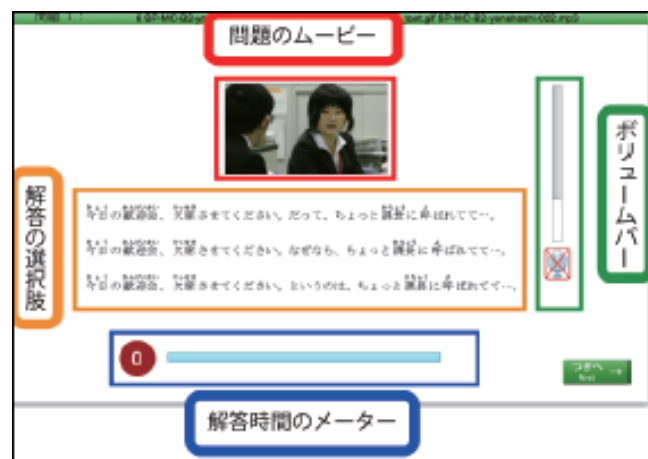 問題のムービー
ボリュームバー
解答の選択肢
今日の歓迎会、欠席させてください。だって、ちょっと課長に呼ばれてて…。
今日の歓迎会、欠席させてください。なぜなら、ちょっと課長に呼ばれてて…。
今日の歓迎会、欠席させてください。というのは、ちょっと課長に呼ばれてて…。
0
つぎへ →
Next
解答時間のメーター